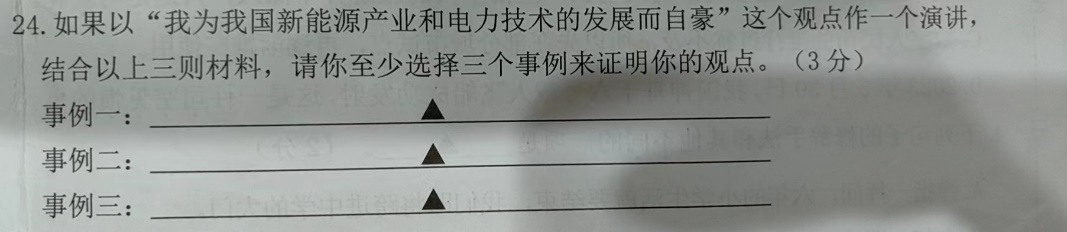 24.如果以“我为我国新能源产业和电力技术的发展而自豪”这个观点作一个演讲，
结合以上三则材料，请你至少选择三个事例来证明你的观点。（3分）
事例一：▲
事例二：▲
事例三：▲